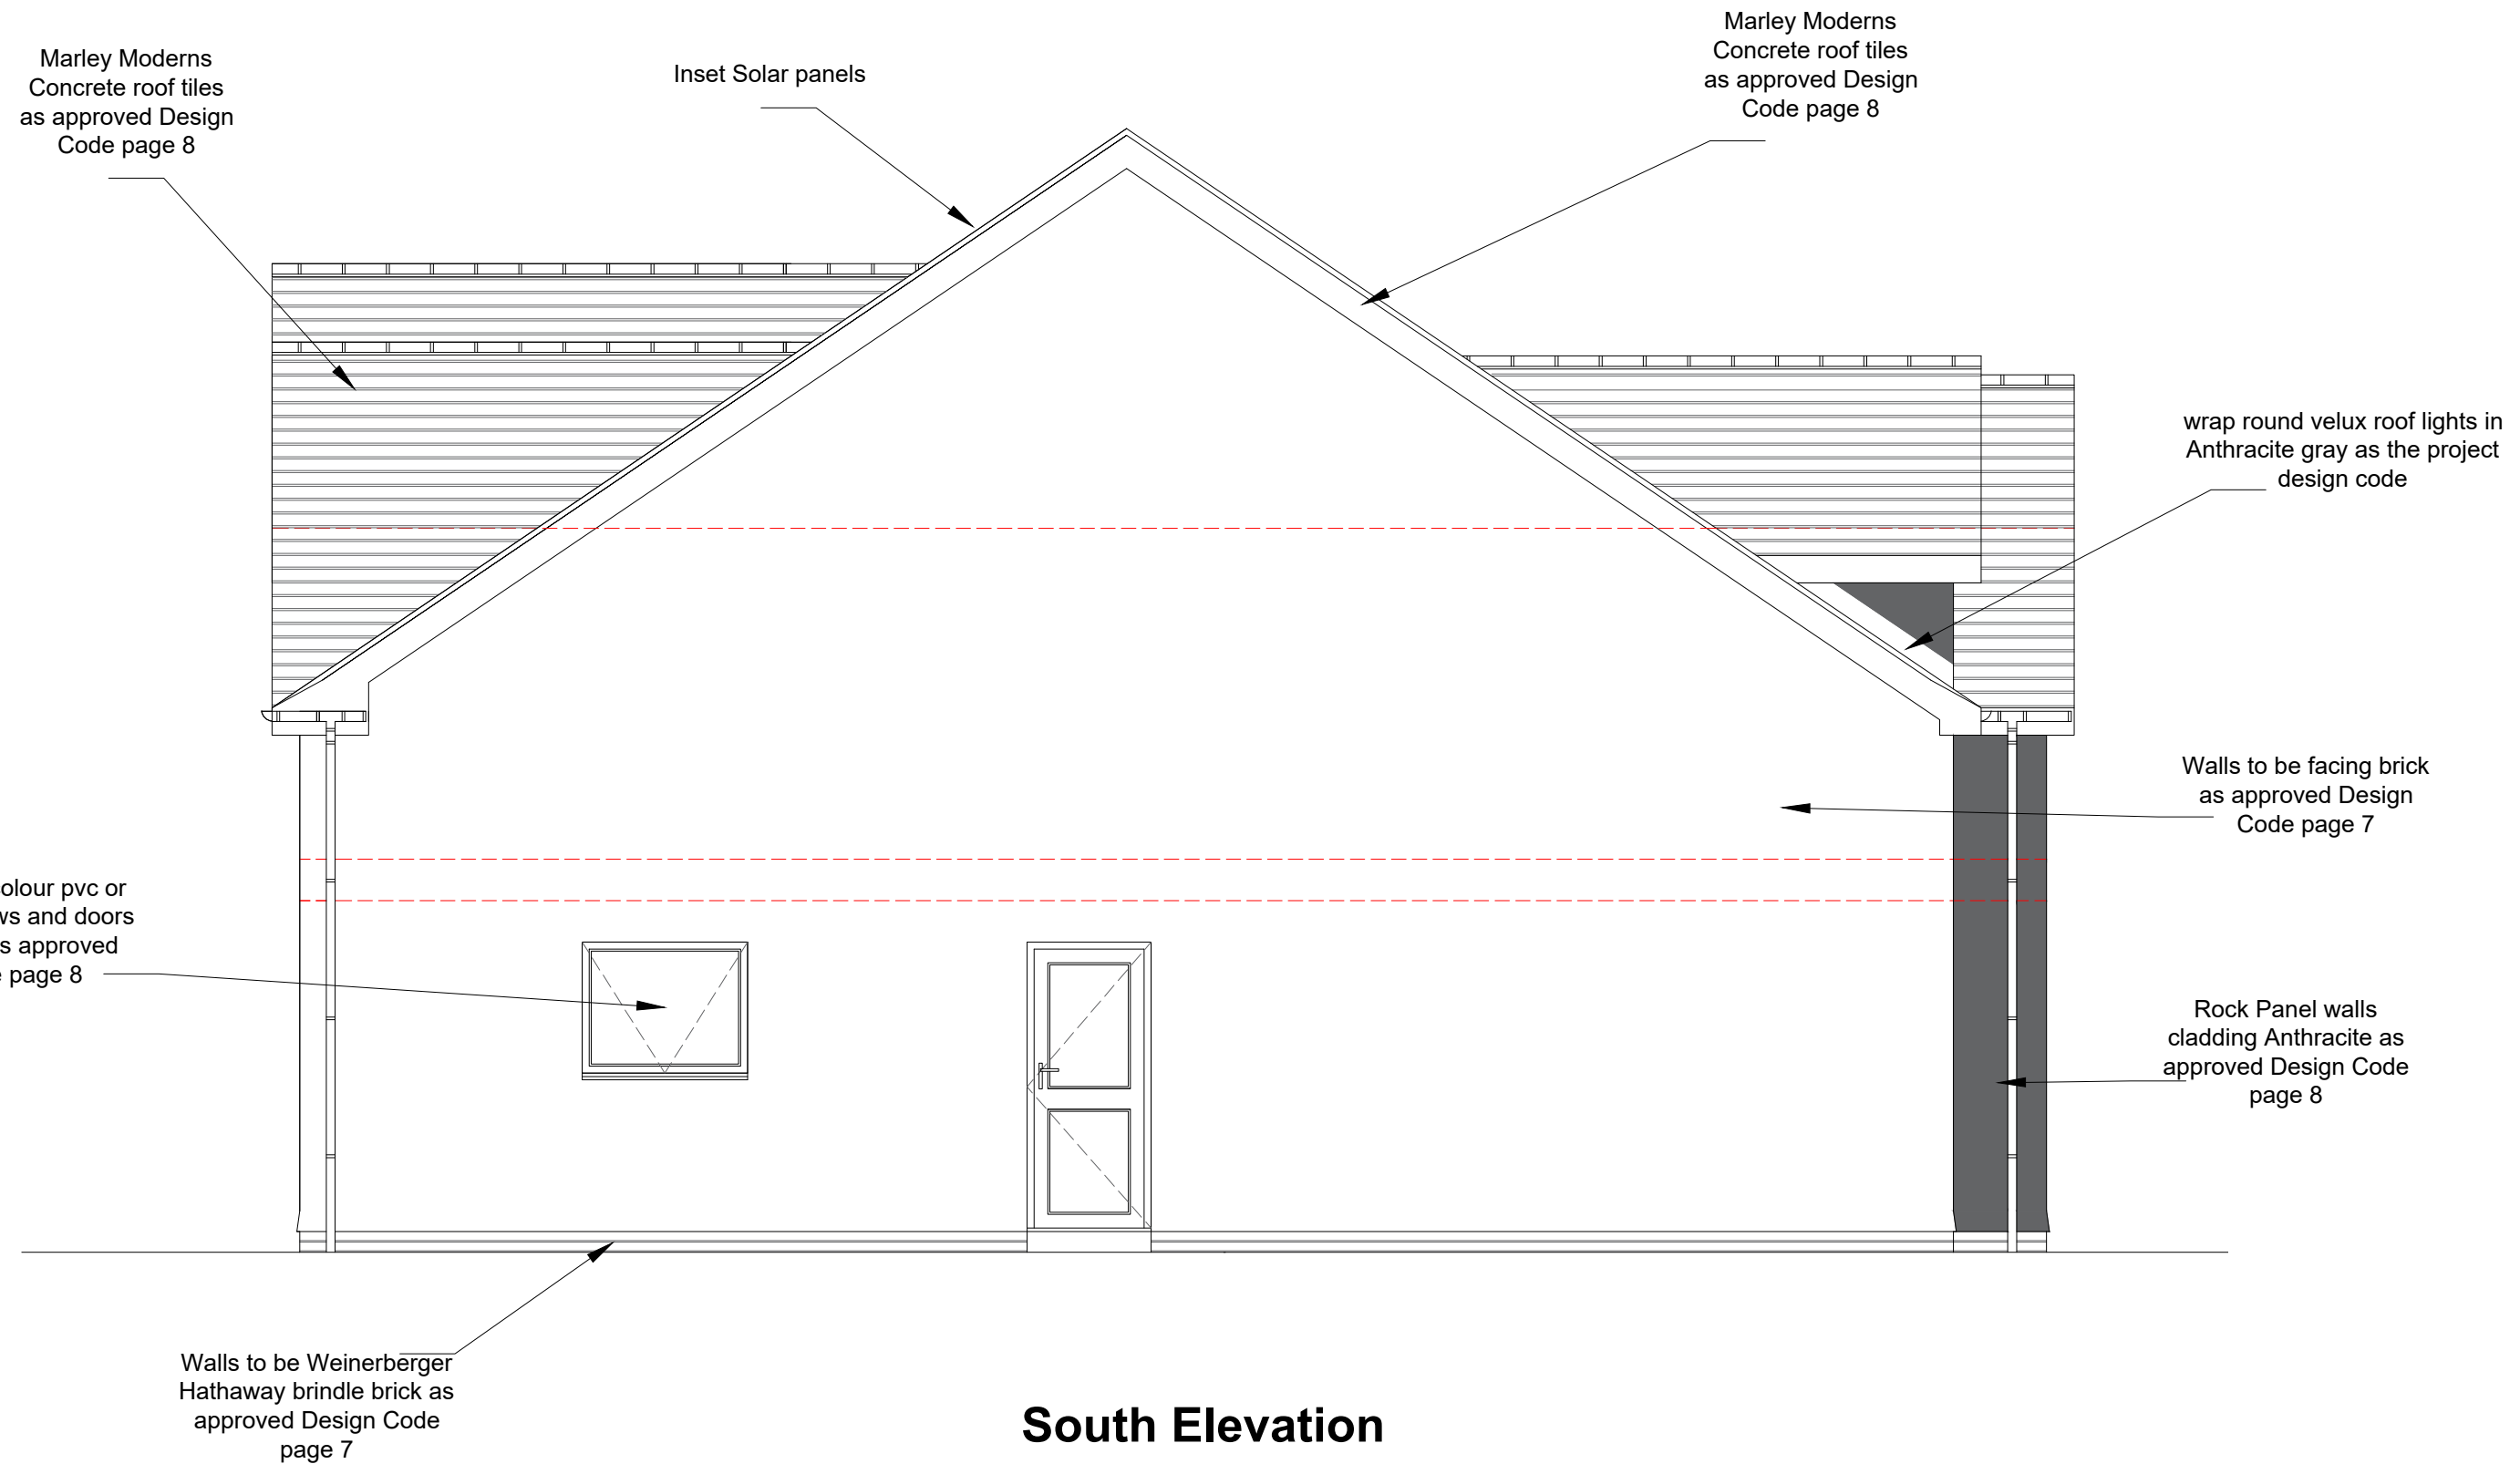 Marley Moderns
Concrete roof tiles
as approved Design
Code page 8
Inset Solar panels
Marley Moderns
Concrete roof tiles
as approved Design
Code page 8
wrap round velux roof lights in
Anthracite gray as the project
design code
Walls to be facing brick
as approved Design
Code page 7
pvc or
and doors
approved
page 8
Rock Panel walls
cladding Anthracite as
approved Design Code
page 8
Walls to be Weinerberger
Hathaway brindle brick as
approved Design Code
page 7
South Elevation